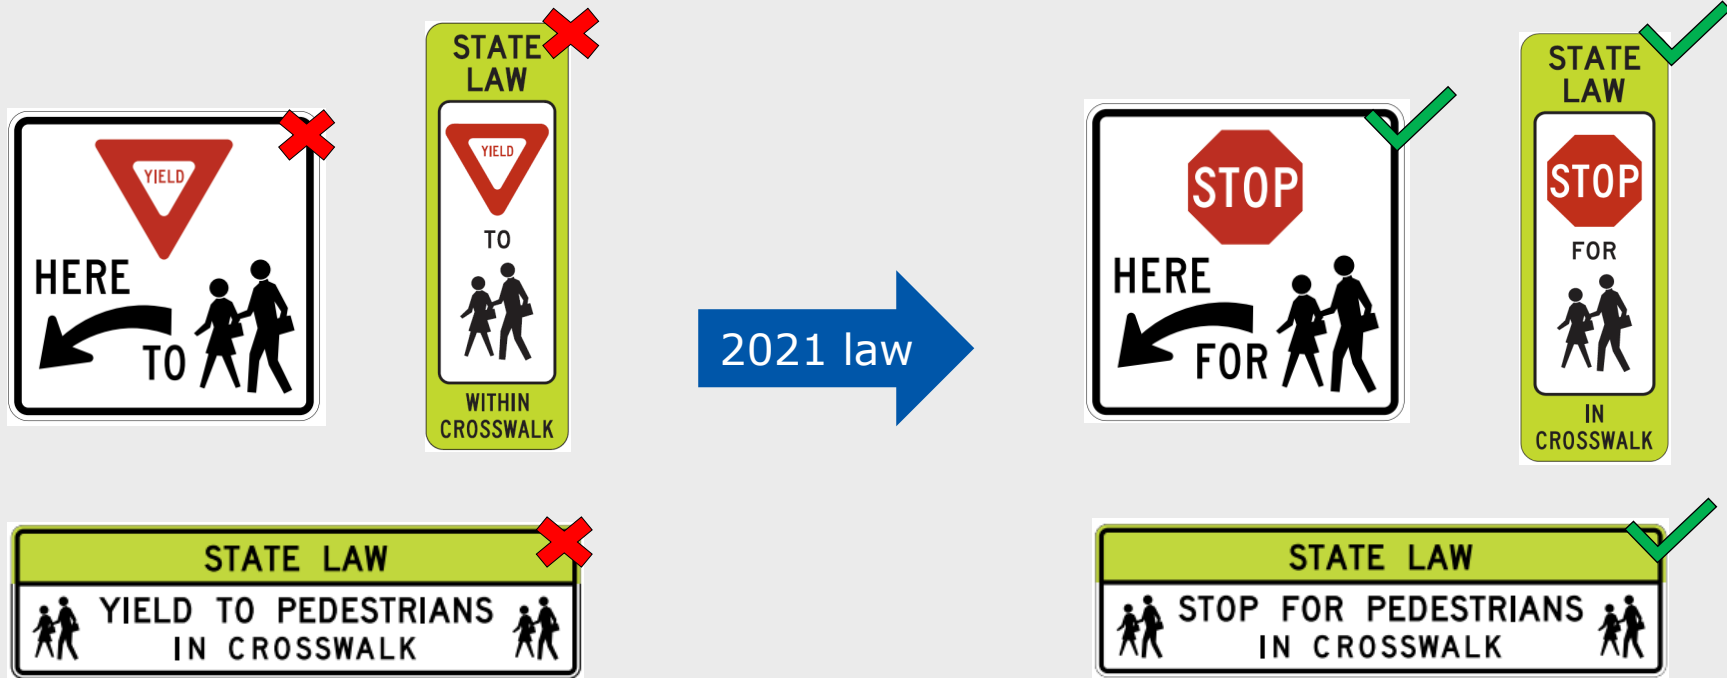 YIELD
HERE
TO
STATE
LAW
YIELD
TO
WITHIN
CROSSWALK
STATE LAW
YIELD TO PEDESTRIANS
IN CROSSWALK
2021 law
STOP
HERE
FOR
STATE
LAW
STOP
FOR
IN
CROSSWALK
STATE LAW
STOP FOR PEDESTRIANS
IN CROSSWALK